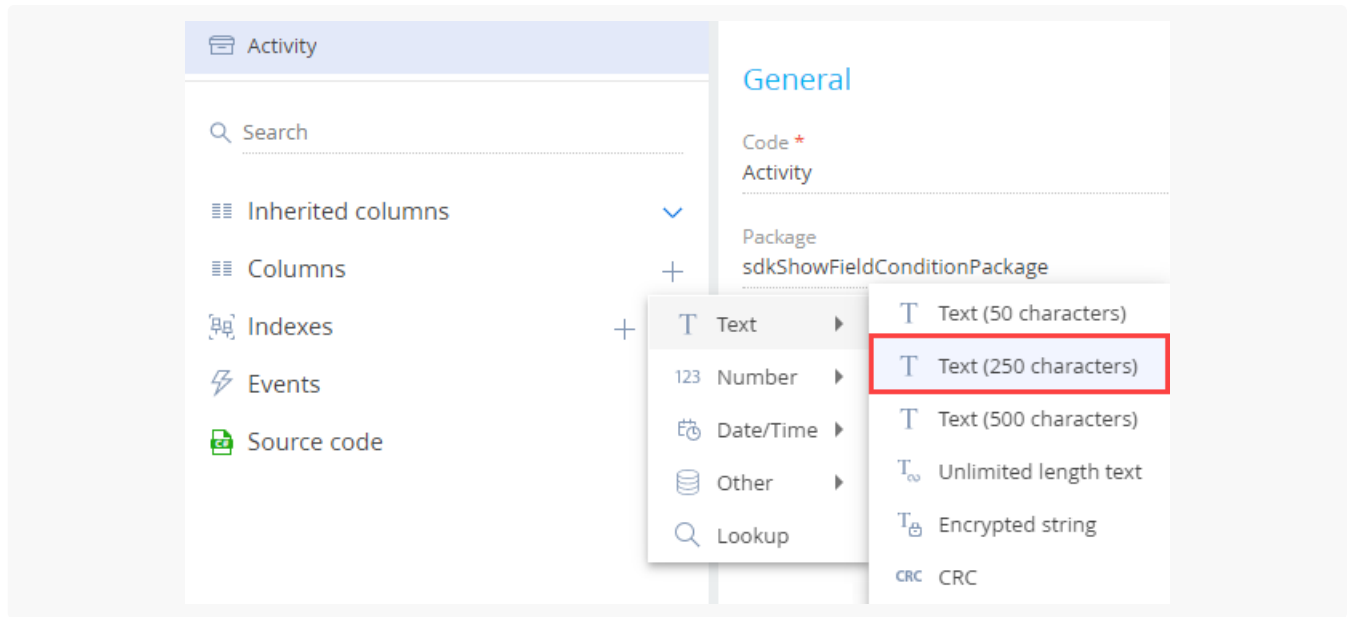 Activity
Search
Inherited columns
Columns
Indexes
Events
C#
Source code
General
Code *
Activity
Package
sdkShowFieldConditionPackage
T Text
123 Number
Date/Time
Other
Lookup
T Text (50 characters)
T Text (250 characters)
T Text (500 characters)
T∞ Unlimited length text
T Encrypted string
CRC CRC